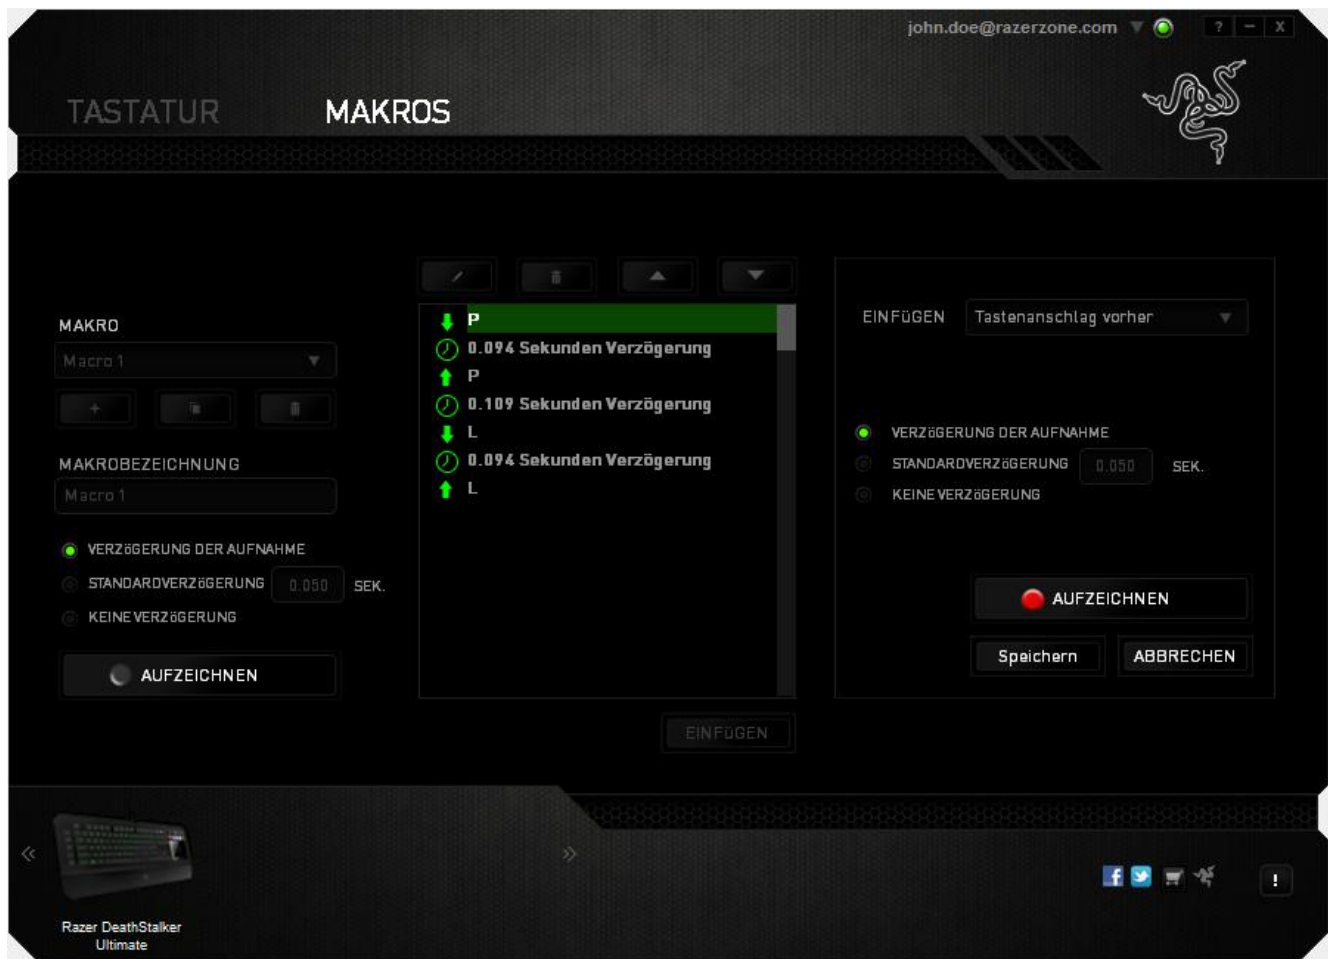 john.doe@razerzone.com
? – X
TASTATUR MAKROS
MAKRO
Macro 1
MAKROBEZEICHNUNG
Macro 1
VERZöGERUNG DER AUFNAHME
STANDARDVERZöGERUNG 0.050 SEK.
KEINE VERZöGERUNG
AUFZEICHNEN
P
0.094 Sekunden Verzögerung
P
0.109 Sekunden Verzögerung
L
0.094 Sekunden Verzögerung
L
EINFüGEN
EINFüGEN Tastenanschlag vorher
VERZöGERUNG DER AUFNAHME
STANDARDVERZöGERUNG 0.050 SEK.
KEINE VERZöGERUNG
AUFZEICHNEN
Speichern ABBRECHEN
Razer DeathStalker
Ultimate
f
!